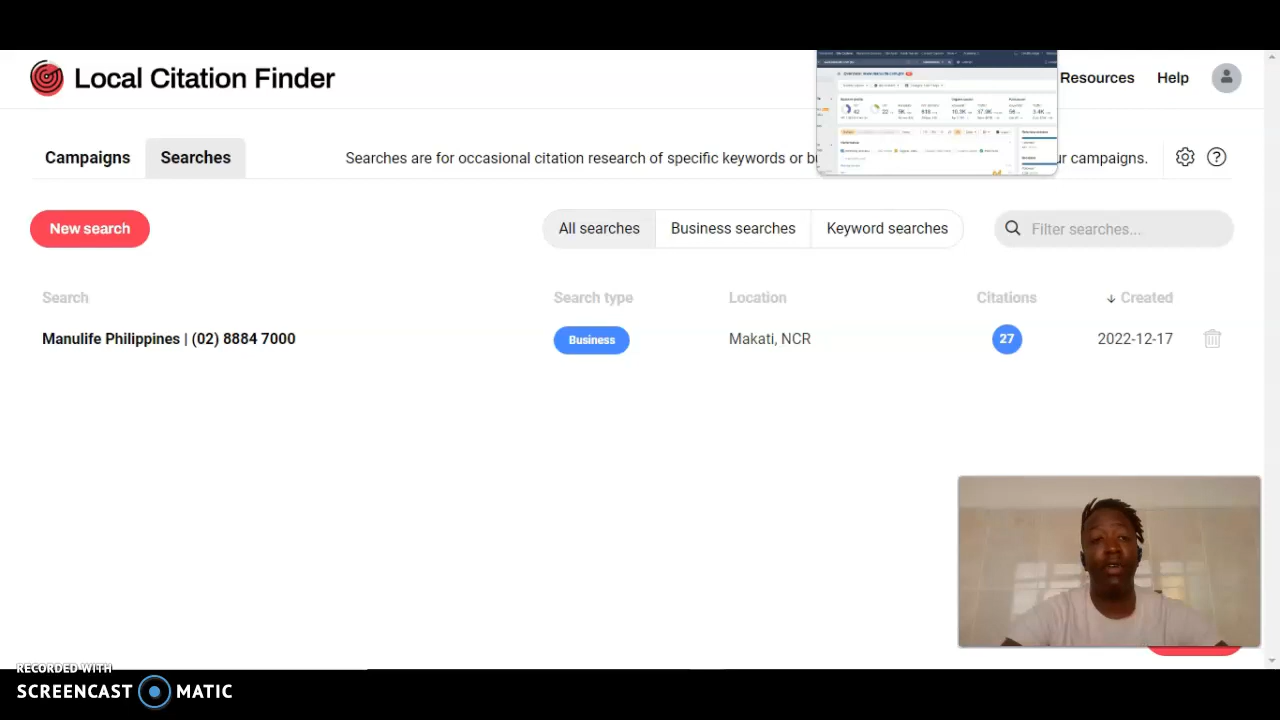 Local Citation Finder
Resources
Help
Campaigns
Searches
Searches are for occasional citation research of specific keywords or bu
ur campaigns.
New search
All searches
Business searches
Keyword searches
Filter searches...
Search
Search type
Location
Citations
Created
Manulife Philippines | (02) 8884 7000
Business
Makati, NCR
27
2022-12-17
RECORDED WITH
SCREENCAST MATIC